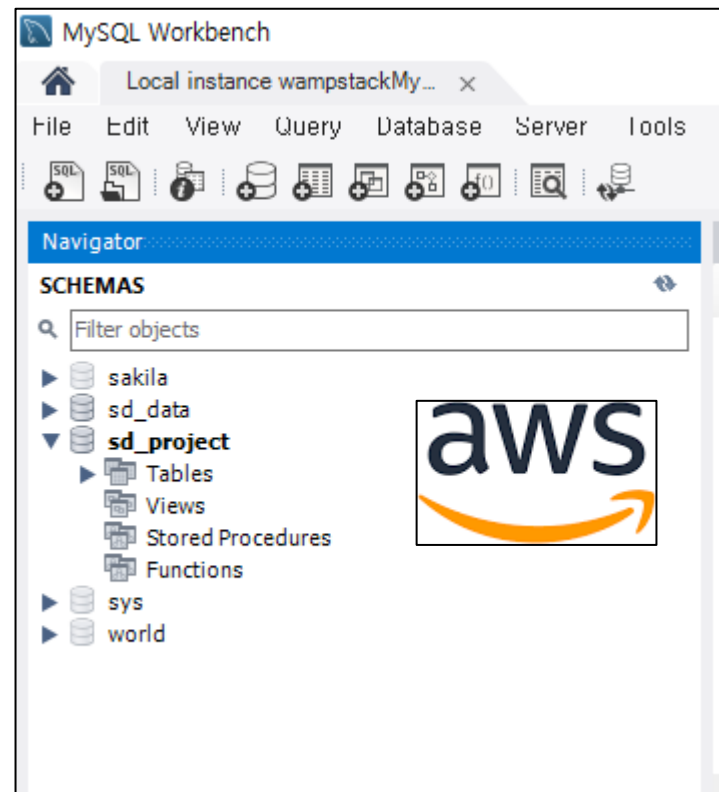 MySQL Workbench
Local instance wampstackMy... ×
File Edit View Query Database Server Tools
SQL SQL f()
Navigator
SCHEMAS
Filter objects
sakila
sd_data
sd_project
Tables
Views
Stored Procedures
Functions
sys
world
aws